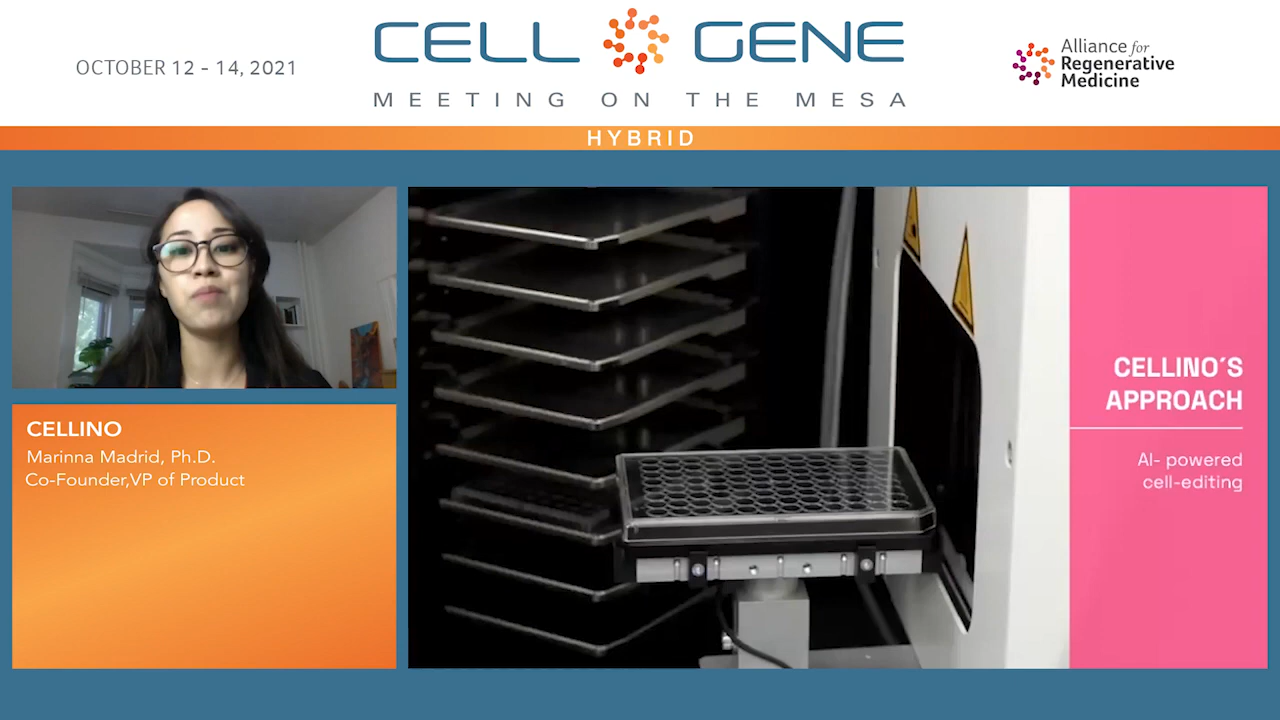 OCTOBER 12 - 14, 2021
CELL GENE
MEETING ON THE MESA
Alliance for
Regenerative
Medicine
HYBRID
CELLINO
Marinna Madrid, Ph.D.
Co-Founder,VP of Product
CELLINO´S
APPROACH
AI- powered
cell-editing